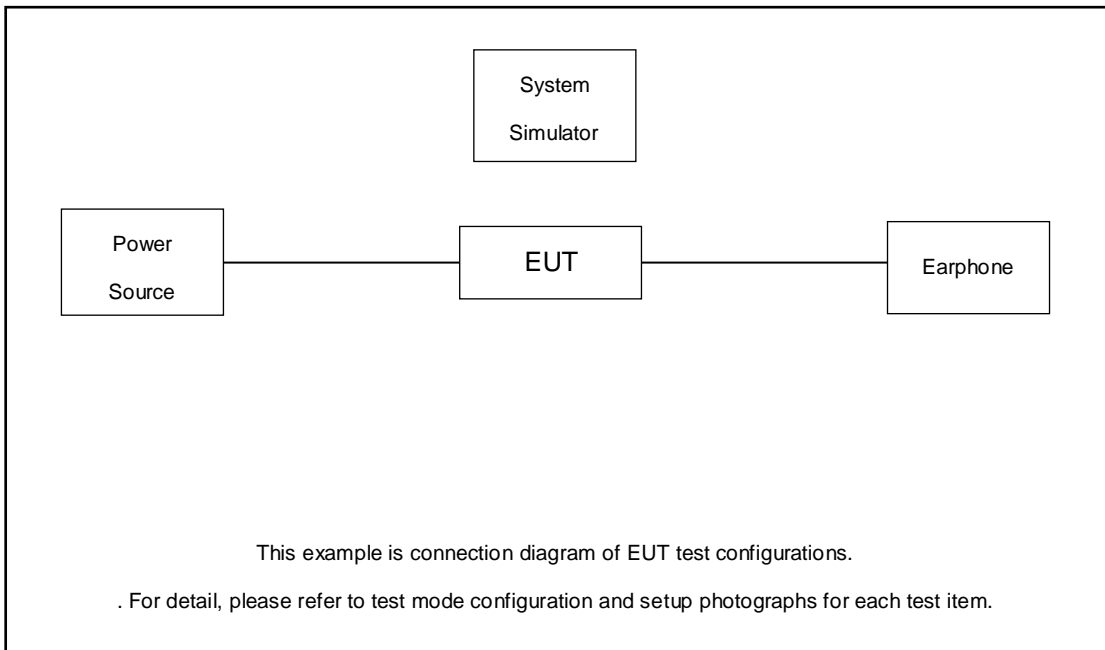 System
Simulator
Power
Source
EUT
Earphone
This example is connection diagram of EUT test configurations.
. For detail, please refer to test mode configuration and setup photographs for each test item.